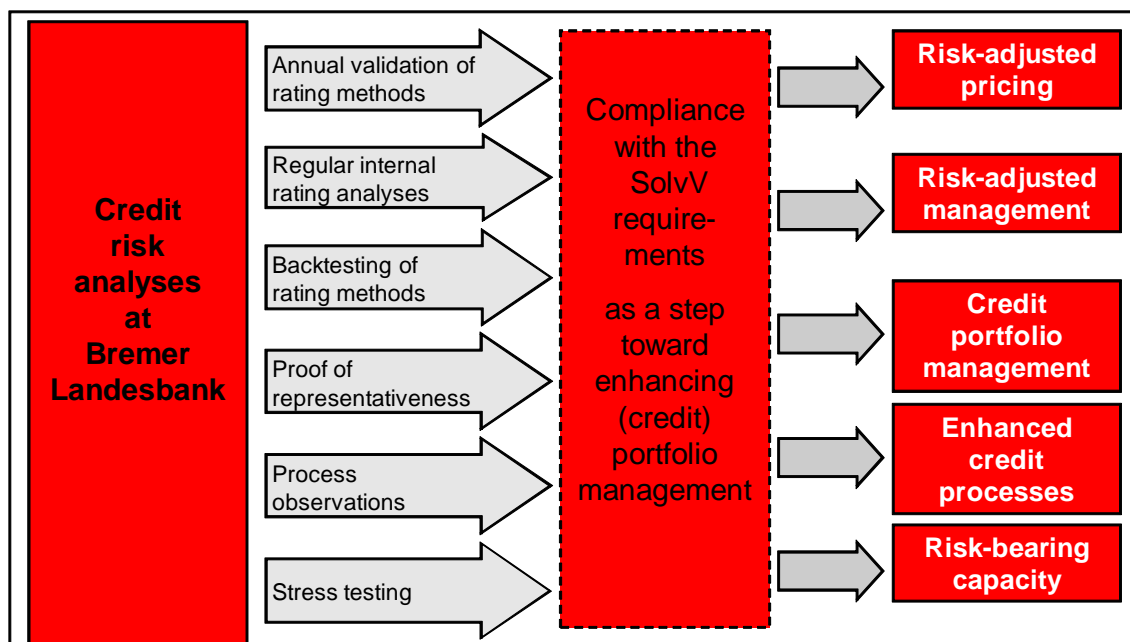 Credit
risk
analyses
at
Bremer
Landesbank
Annual validation of
rating methods
Regular internal
rating analyses
Backtesting of
rating methods
Proof of
representativeness
Process
observations
Stress testing
Compliance
with the
SolvV
require-
ments
as a step
toward
enhancing
(credit)
portfolio
management
Risk-adjusted
pricing
Risk-adjusted
management
Credit
portfolio
management
Enhanced
credit
processes
Risk-bearing
capacity